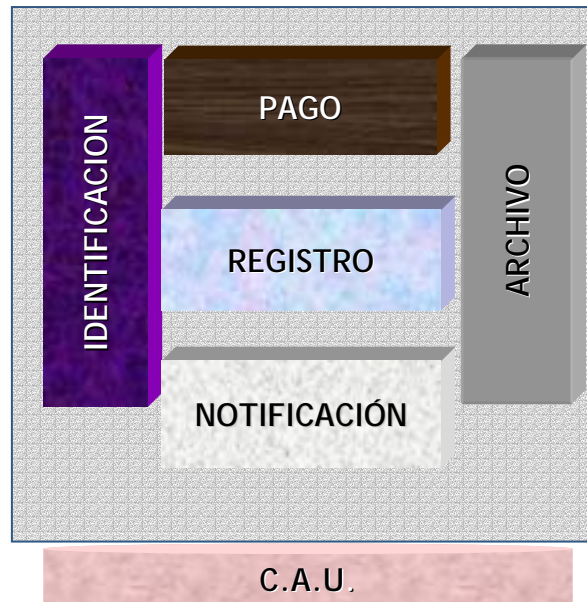 IDENTIFICACION
PAGO
REGISTRO
NOTIFICACIÓN
ARCHIVO
C.A.U.